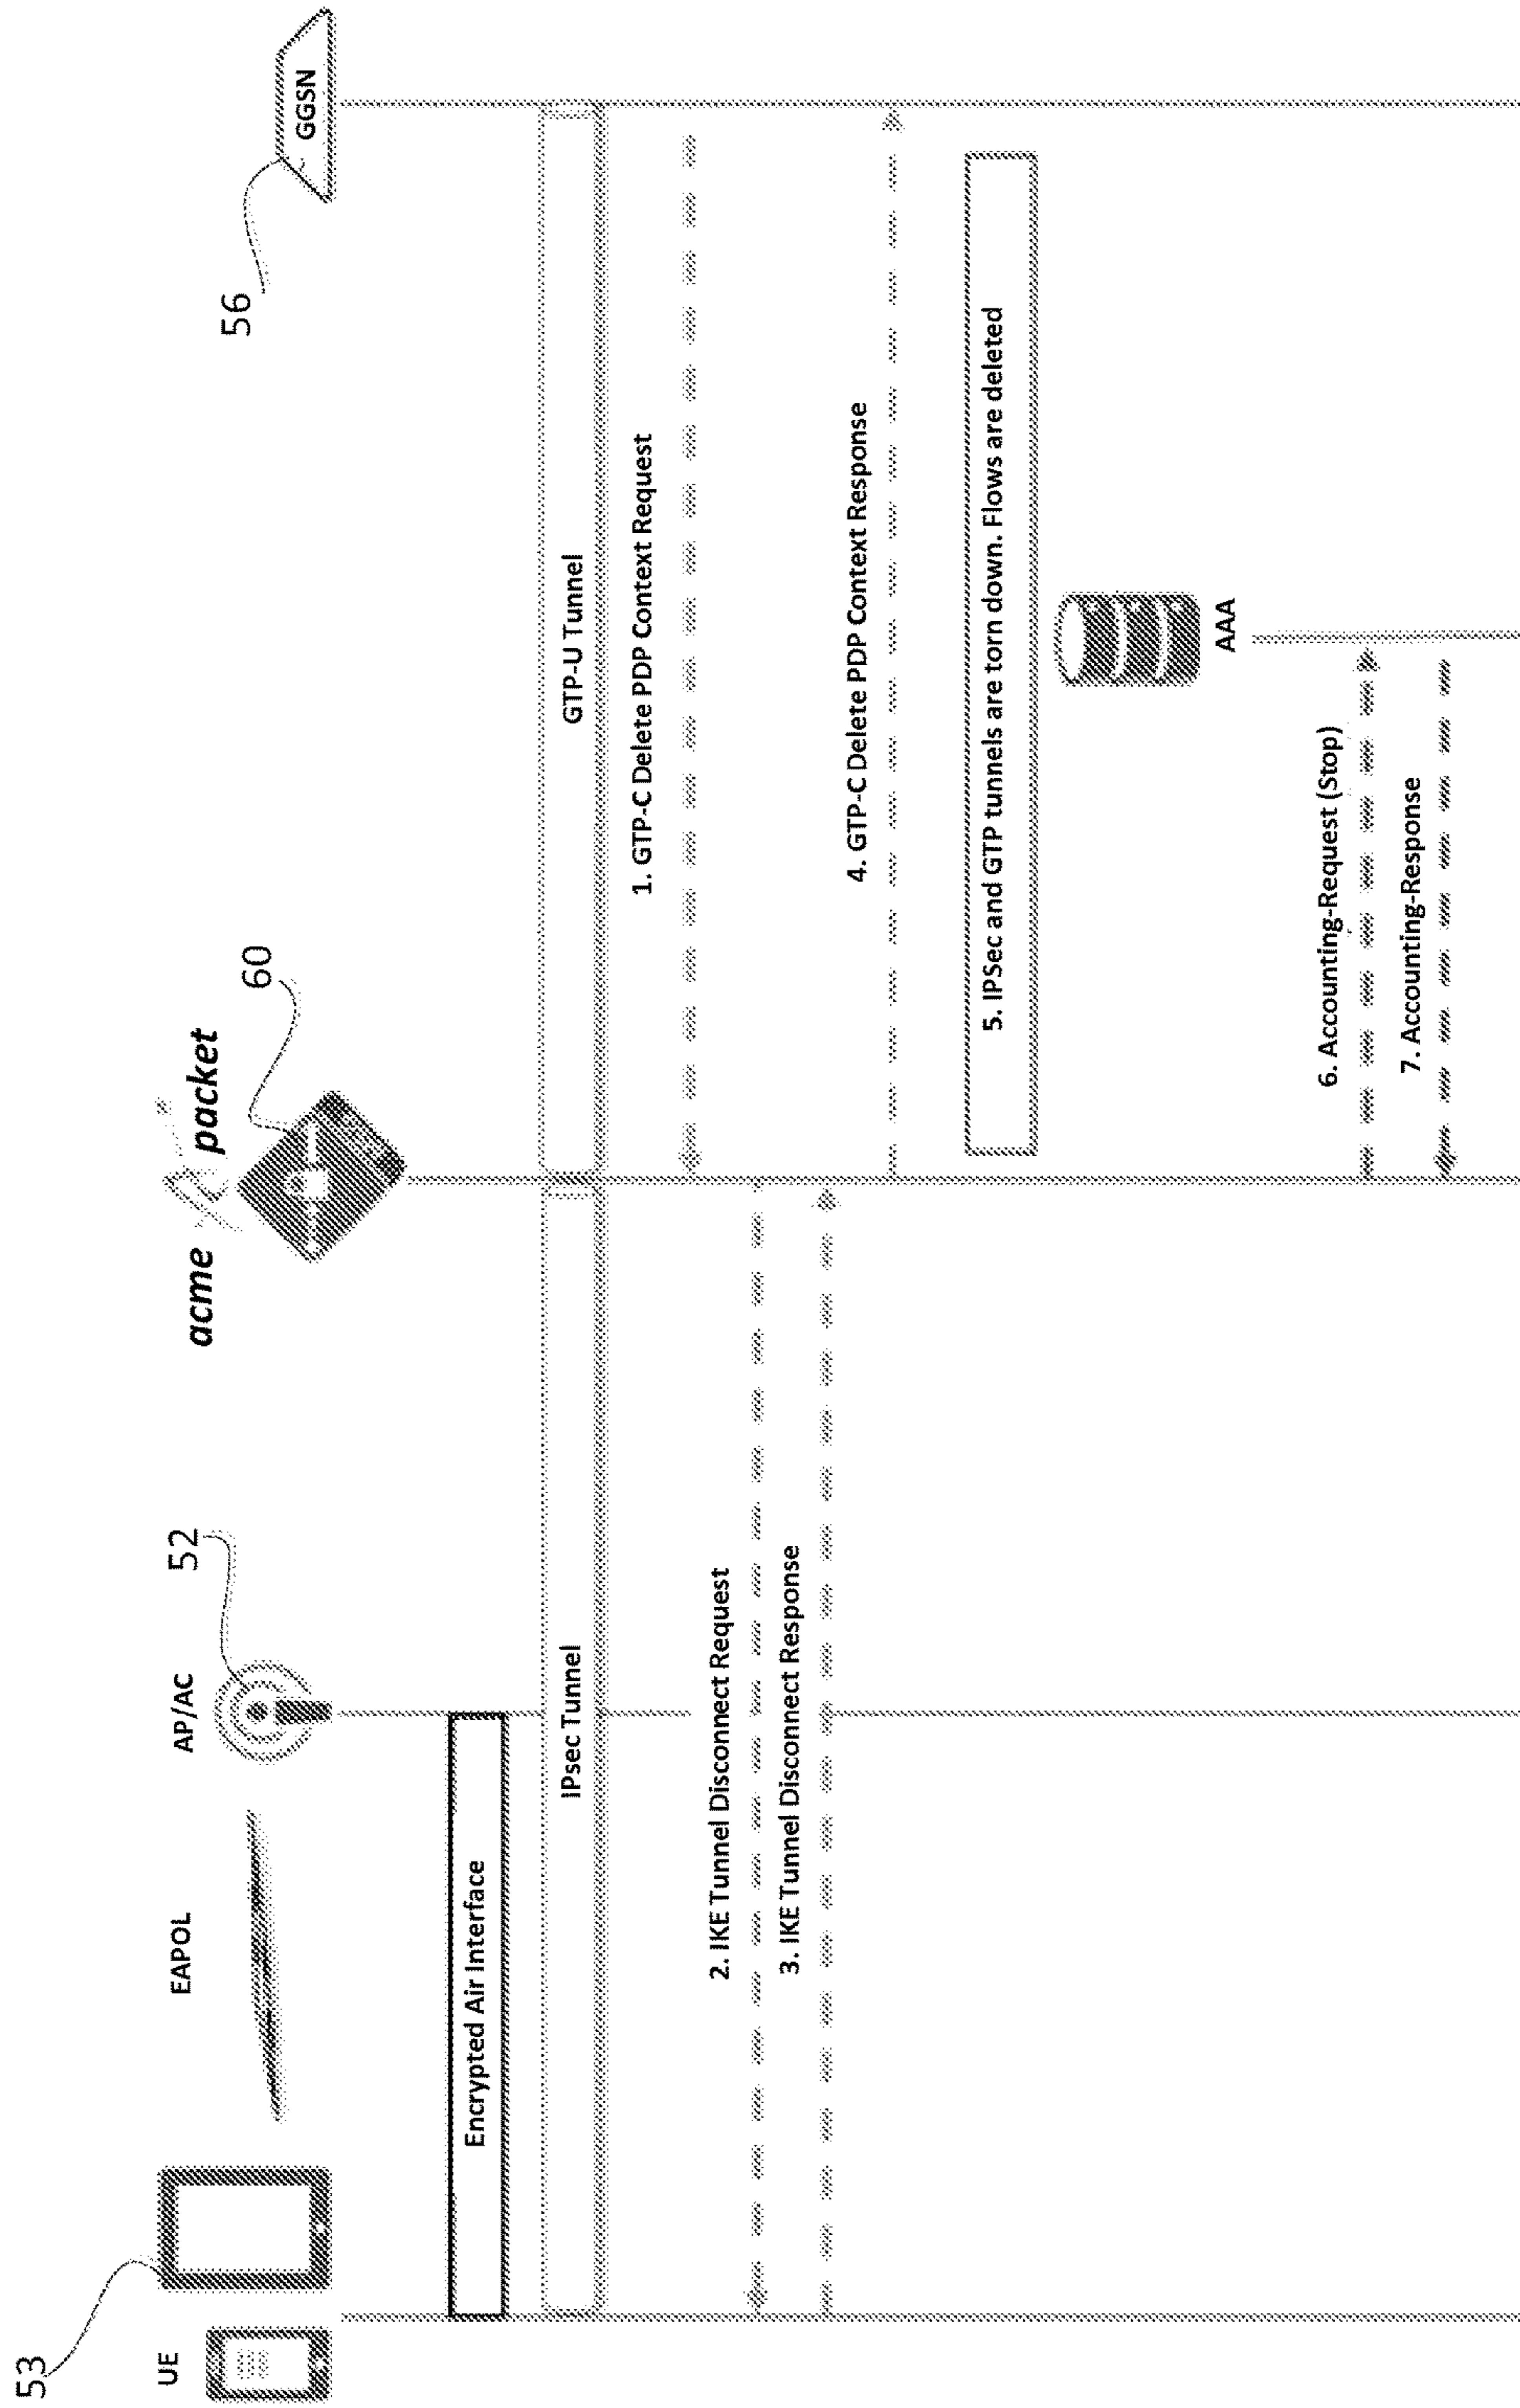 53
UE
EAPOL
AP/AC
52
acme packet
60
56
GGSN
Encrypted Air Interface
IPsec Tunnel
GTP-U Tunnel
1. GTP-C Delete PDP Context Request
2. IKE Tunnel Disconnect Request
3. IKE Tunnel Disconnect Response
4. GTP-C Delete PDP Context Response
5. IPSec and GTP tunnels are torn down. Flows are deleted
AAA
6. Accounting-Request (Stop)
7. Accounting-Response